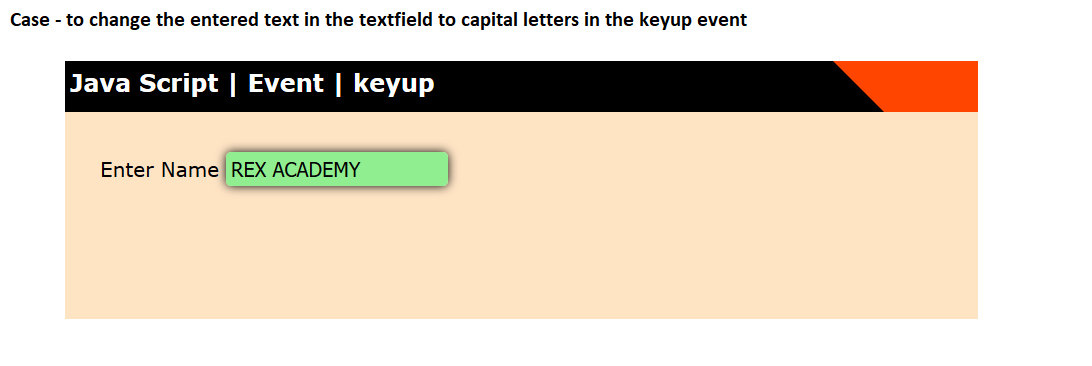 Case - to change the entered text in the textfield to capital letters in the keyup event
Java Script | Event | keyup
Enter Name REX ACADEMY